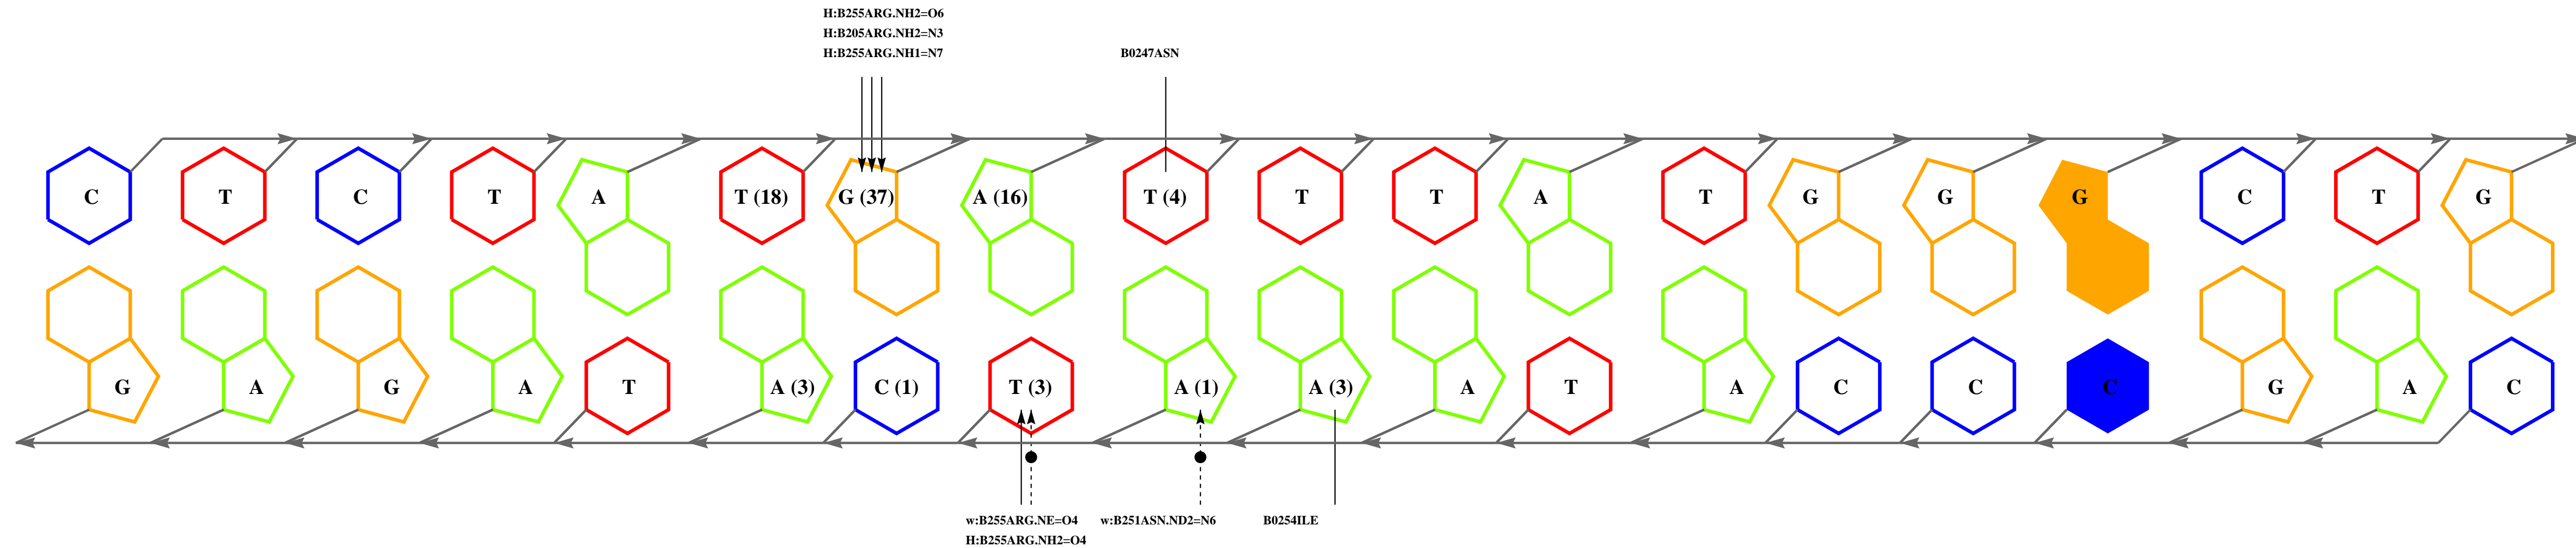 H:B255ARG.NH2=O6
H:B205ARG.NH2=N3
H:B255ARG.NH1=N7
B0247ASN
C T C T A T (18) G (37) A (16) T (4) T T A T G G G C T G
G A G A T A (3) C (1) T (3) A (1) A (3) A T A C C C G A C
w:B255ARG.NE=O4 w:B251ASN.ND2=N6 B0254ILE
H:B255ARG.NH2=O4